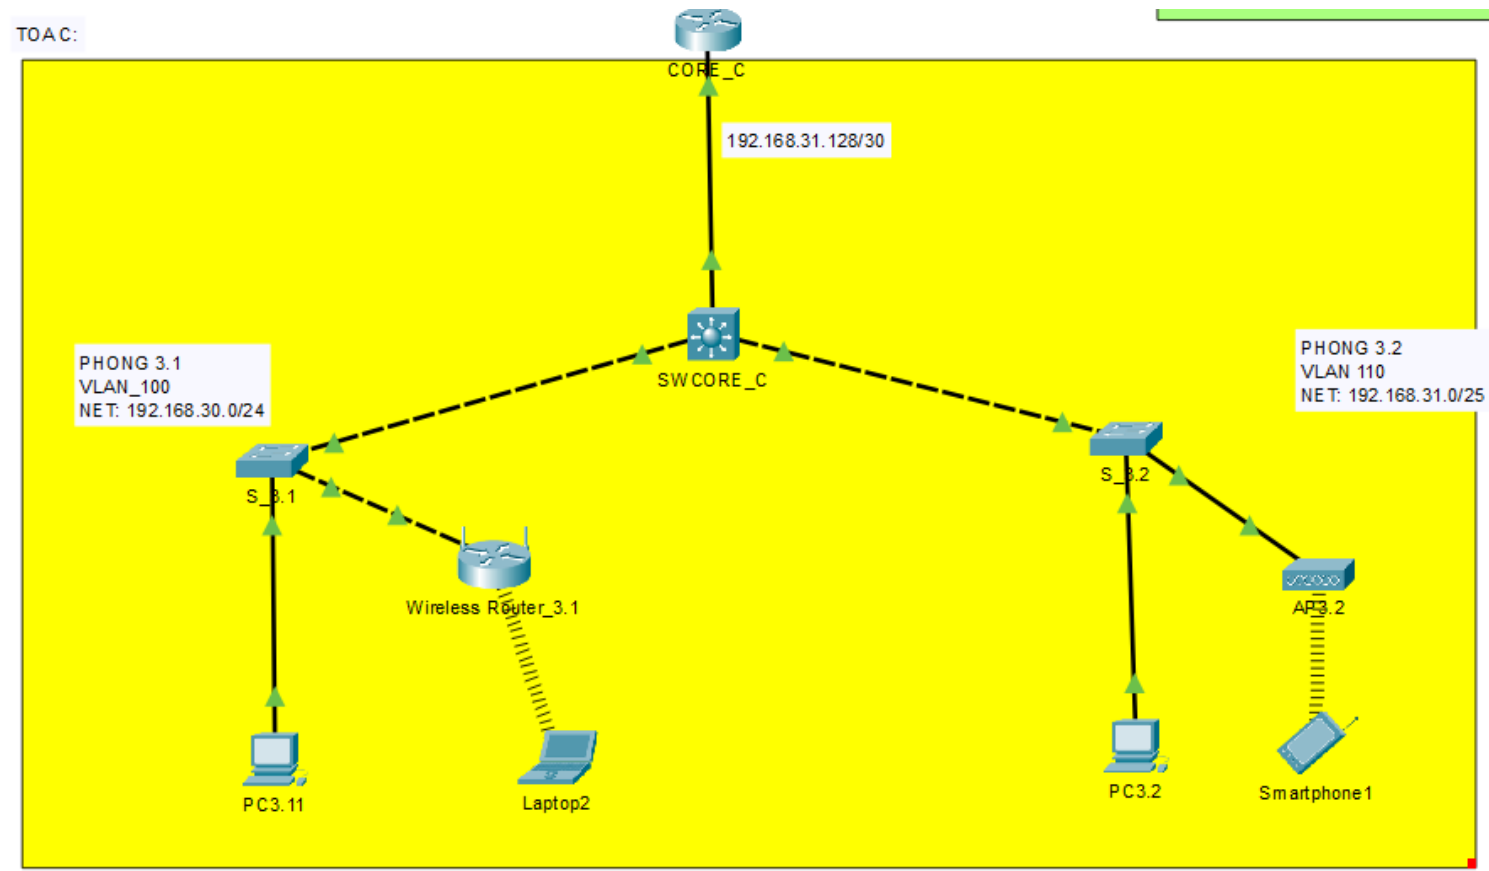 TOA C:
CORE_C
192.168.31.128/30
SWCORE_C
PHONG 3.1
VLAN_100
NET: 192.168.30.0/24
PHONG 3.2
VLAN 110
NET: 192.168.31.0/25
S_3.1
S_3.2
Wireless Router_3.1
AP3.2
PC3.11
Laptop2
PC3.2
Smartphone1